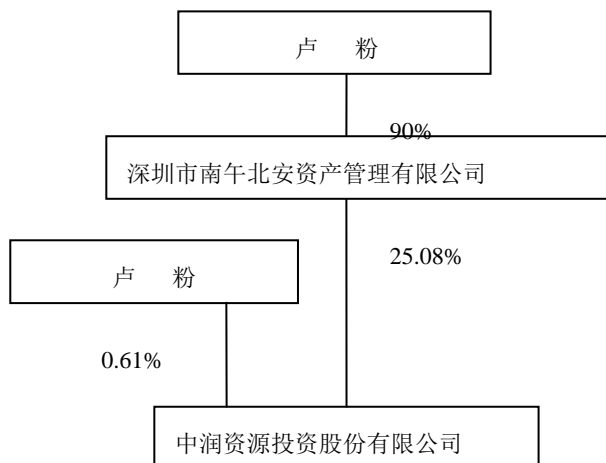 卢 粉
90%
深圳市南午北安资产管理有限公司
25.08%
卢 粉
0.61%
中润资源投资股份有限公司